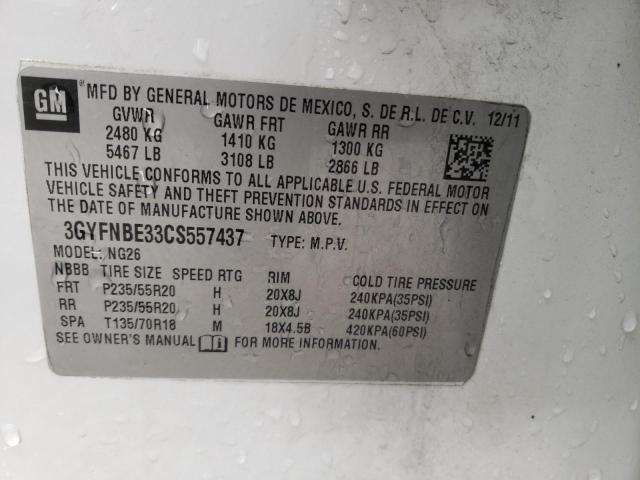 GM
® MFD BY GENERAL MOTORS DE MEXICO, S. DE R.L. DE C.V. 12/11
GVWR GAWR FRT GAWR RR
2480 KG 1410 KG 1300 KG
5467 LB 3108 LB 2866 LB
THIS VEHICLE CONFORMS TO ALL APPLICABLE U.S. FEDERAL MOTOR
VEHICLE SAFETY AND THEFT PREVENTION STANDARDS IN EFFECT ON
THE DATE OF MANUFACTURE SHOWN ABOVE.
3GYFNBE33CS557437 TYPE: M.P.V.
MODEL: NG26
NBBB TIRE SIZE SPEED RTG RIM COLD TIRE PRESSURE
FRT P235/55R20 H 20X8J 240KPA(35PSI)
RR P235/55R20 H 20X8J 240KPA(35PSI)
SPA T135/70R18 M 18X4.5B 420KPA(60PSI)
SEE OWNER'S MANUAL FOR MORE INFORMATION.